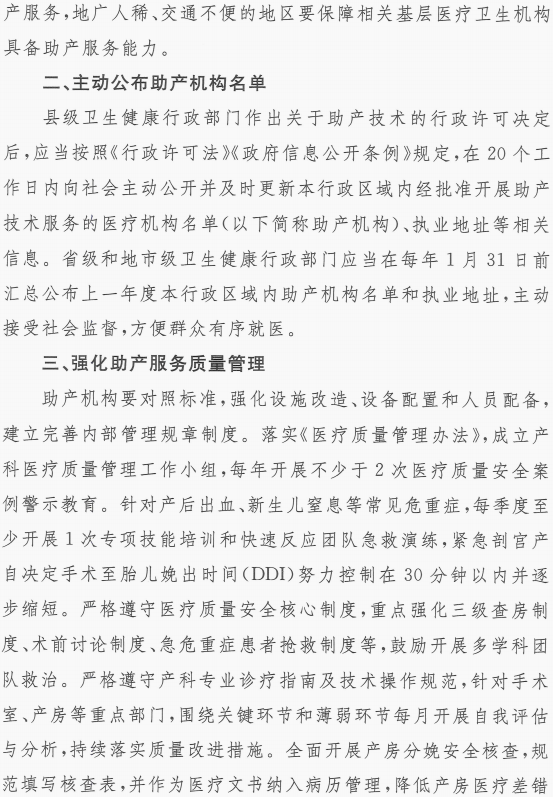 产服务,地广人稀、交通不便的地区要保障相关基层医疗卫生机构
具备助产服务能力。
二、主动公布助产机构名单
县级卫生健康行政部门作出关于助产技术的行政许可决定
后,应当按照《行政许可法》《政府信息公开条例》规定,在 20 个工
作日内向社会主动公开并及时更新本行政区域内经批准开展助产
技术服务的医疗机构名单(以下简称助产机构)、执业地址等相关
信息。省级和地市级卫生健康行政部门应当在每年 1 月 31 日前
汇总公布上一年度本行政区域内助产机构名单和执业地址,主动
接受社会监督,方便群众有序就医。
三、强化助产服务质量管理
助产机构要对照标准,强化设施改造、设备配置和人员配备,
建立完善内部管理规章制度。落实《医疗质量管理办法》,成立产
科医疗质量管理工作小组,每年开展不少于 2 次医疗质量安全案
例警示教育。针对产后出血、新生儿窒息等常见危重症,每季度至
少开展 1 次专项技能培训和快速反应团队急救演练,紧急剖宫产
自决定手术至胎儿娩出时间(DDI)努力控制在 30 分钟以内并逐
步缩短。严格遵守医疗质量安全核心制度,重点强化三级查房制
度、术前讨论制度、急危重症患者抢救制度等,鼓励开展多学科团
队救治。严格遵守产科专业诊疗指南及技术操作规范,针对手术
室、产房等重点部门,围绕关键环节和薄弱环节每月开展自我评估
与分析,持续落实质量改进措施。全面开展产房分娩安全核查,规
范填写核查表,并作为医疗文书纳入病历管理,降低产房医疗差错